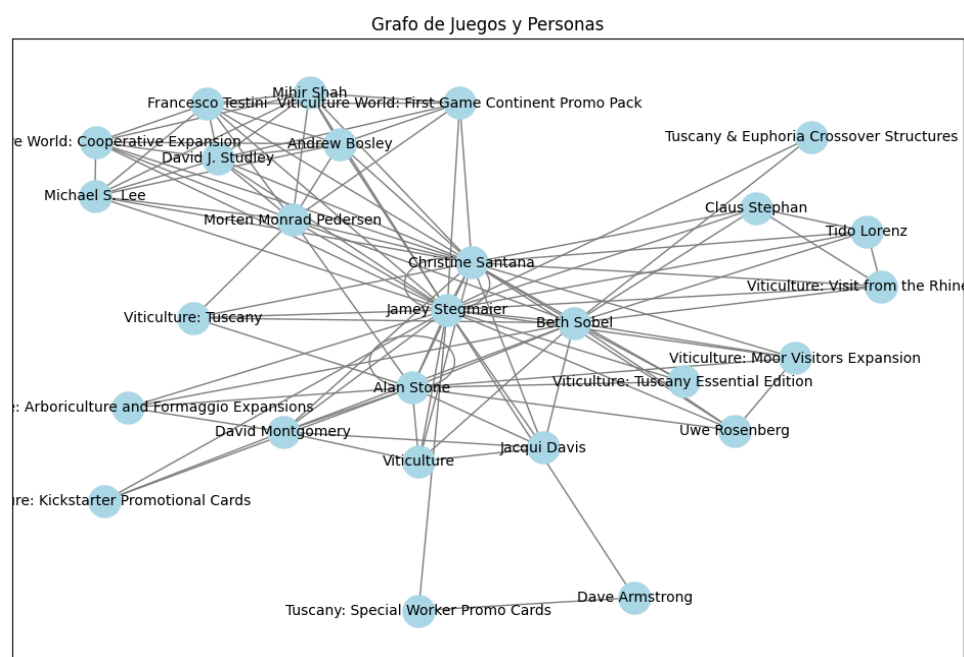 Grafo de Juegos y Personas
Mihir Shah
Francesco Testini
Viticulture World: First Game Continent Promo Pack
Tuscany & Euphoria Crossover Structures
re World: Cooperative Expansion
Andrew Bosley
David J. Studley
Michael S. Lee
Claus Stephan
Morten Monrad Pedersen
Tido Lorenz
Christine Santana
Viticulture: Visit from the Rhine
Jamey Stegmaier
Viticulture: Tuscany
Beth Sobel
Viticulture: Moor Visitors Expansion
Viticulture: Tuscany Essential Edition
Alan Stone
e: Arboriculture and Formaggio Expansions
David Montgomery
Uwe Rosenberg
Jacqui Davis
Viticulture
ure: Kickstarter Promotional Cards
Dave Armstrong
Tuscany: Special Worker Promo Cards